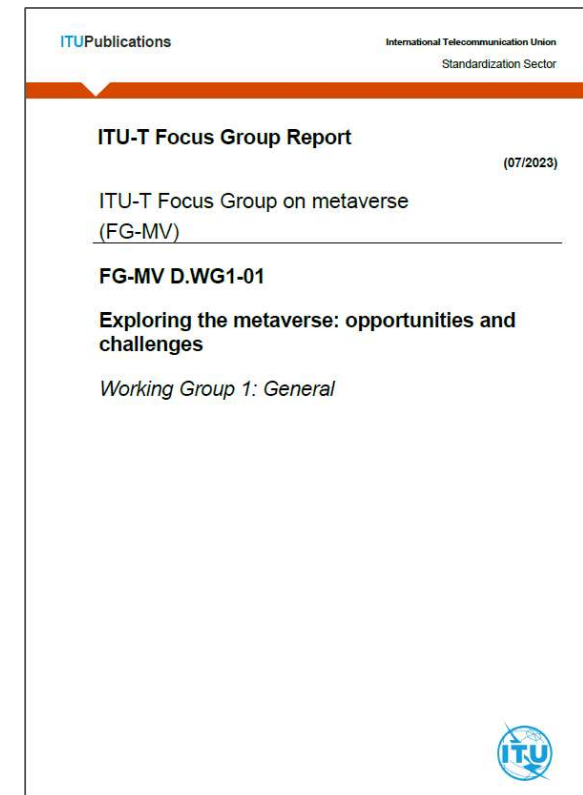 ITUPublications
International Telecommunication Union
Standardization Sector
ITU-T Focus Group Report
(07/2023)
ITU-T Focus Group on metaverse
(FG-MV)
FG-MV D.WG1-01
Exploring the metaverse: opportunities and
challenges
Working Group 1: General
ITU